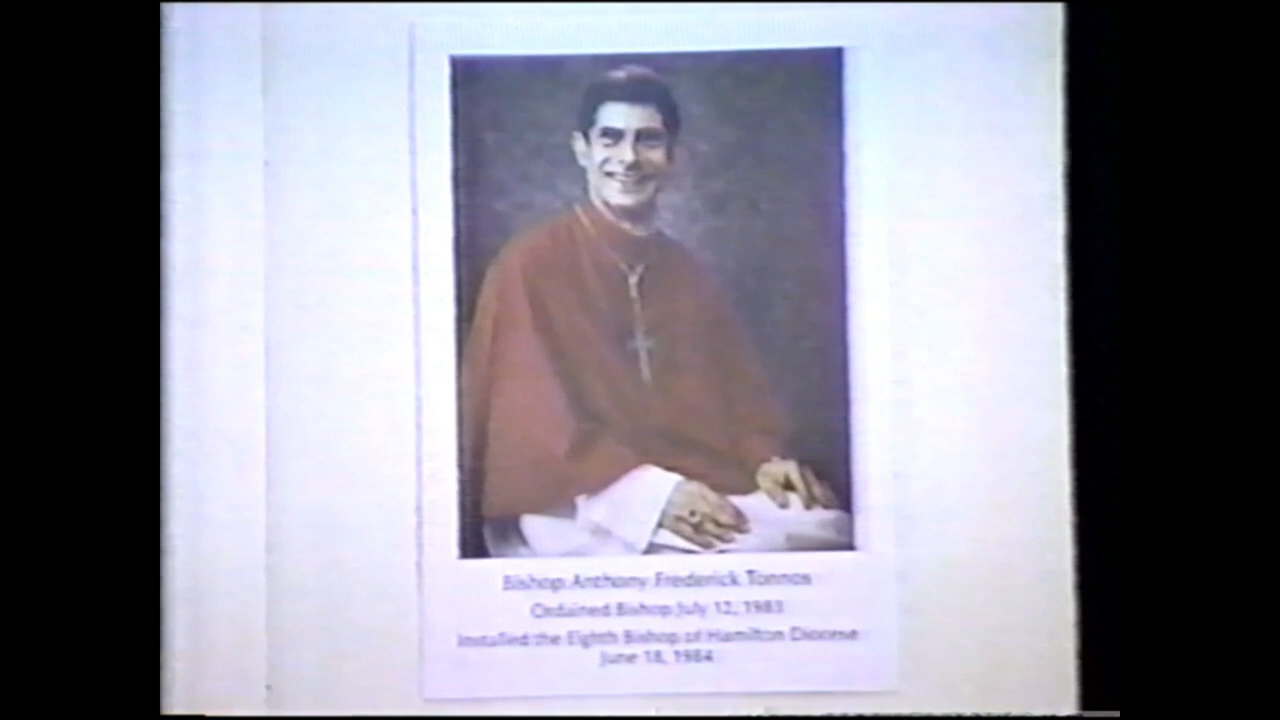 Bishop Anthony Frederick Tonnos
Ordained Bishop July 12, 1983
Installed the Eighth Bishop of Hamilton Diocese
June 18, 1984